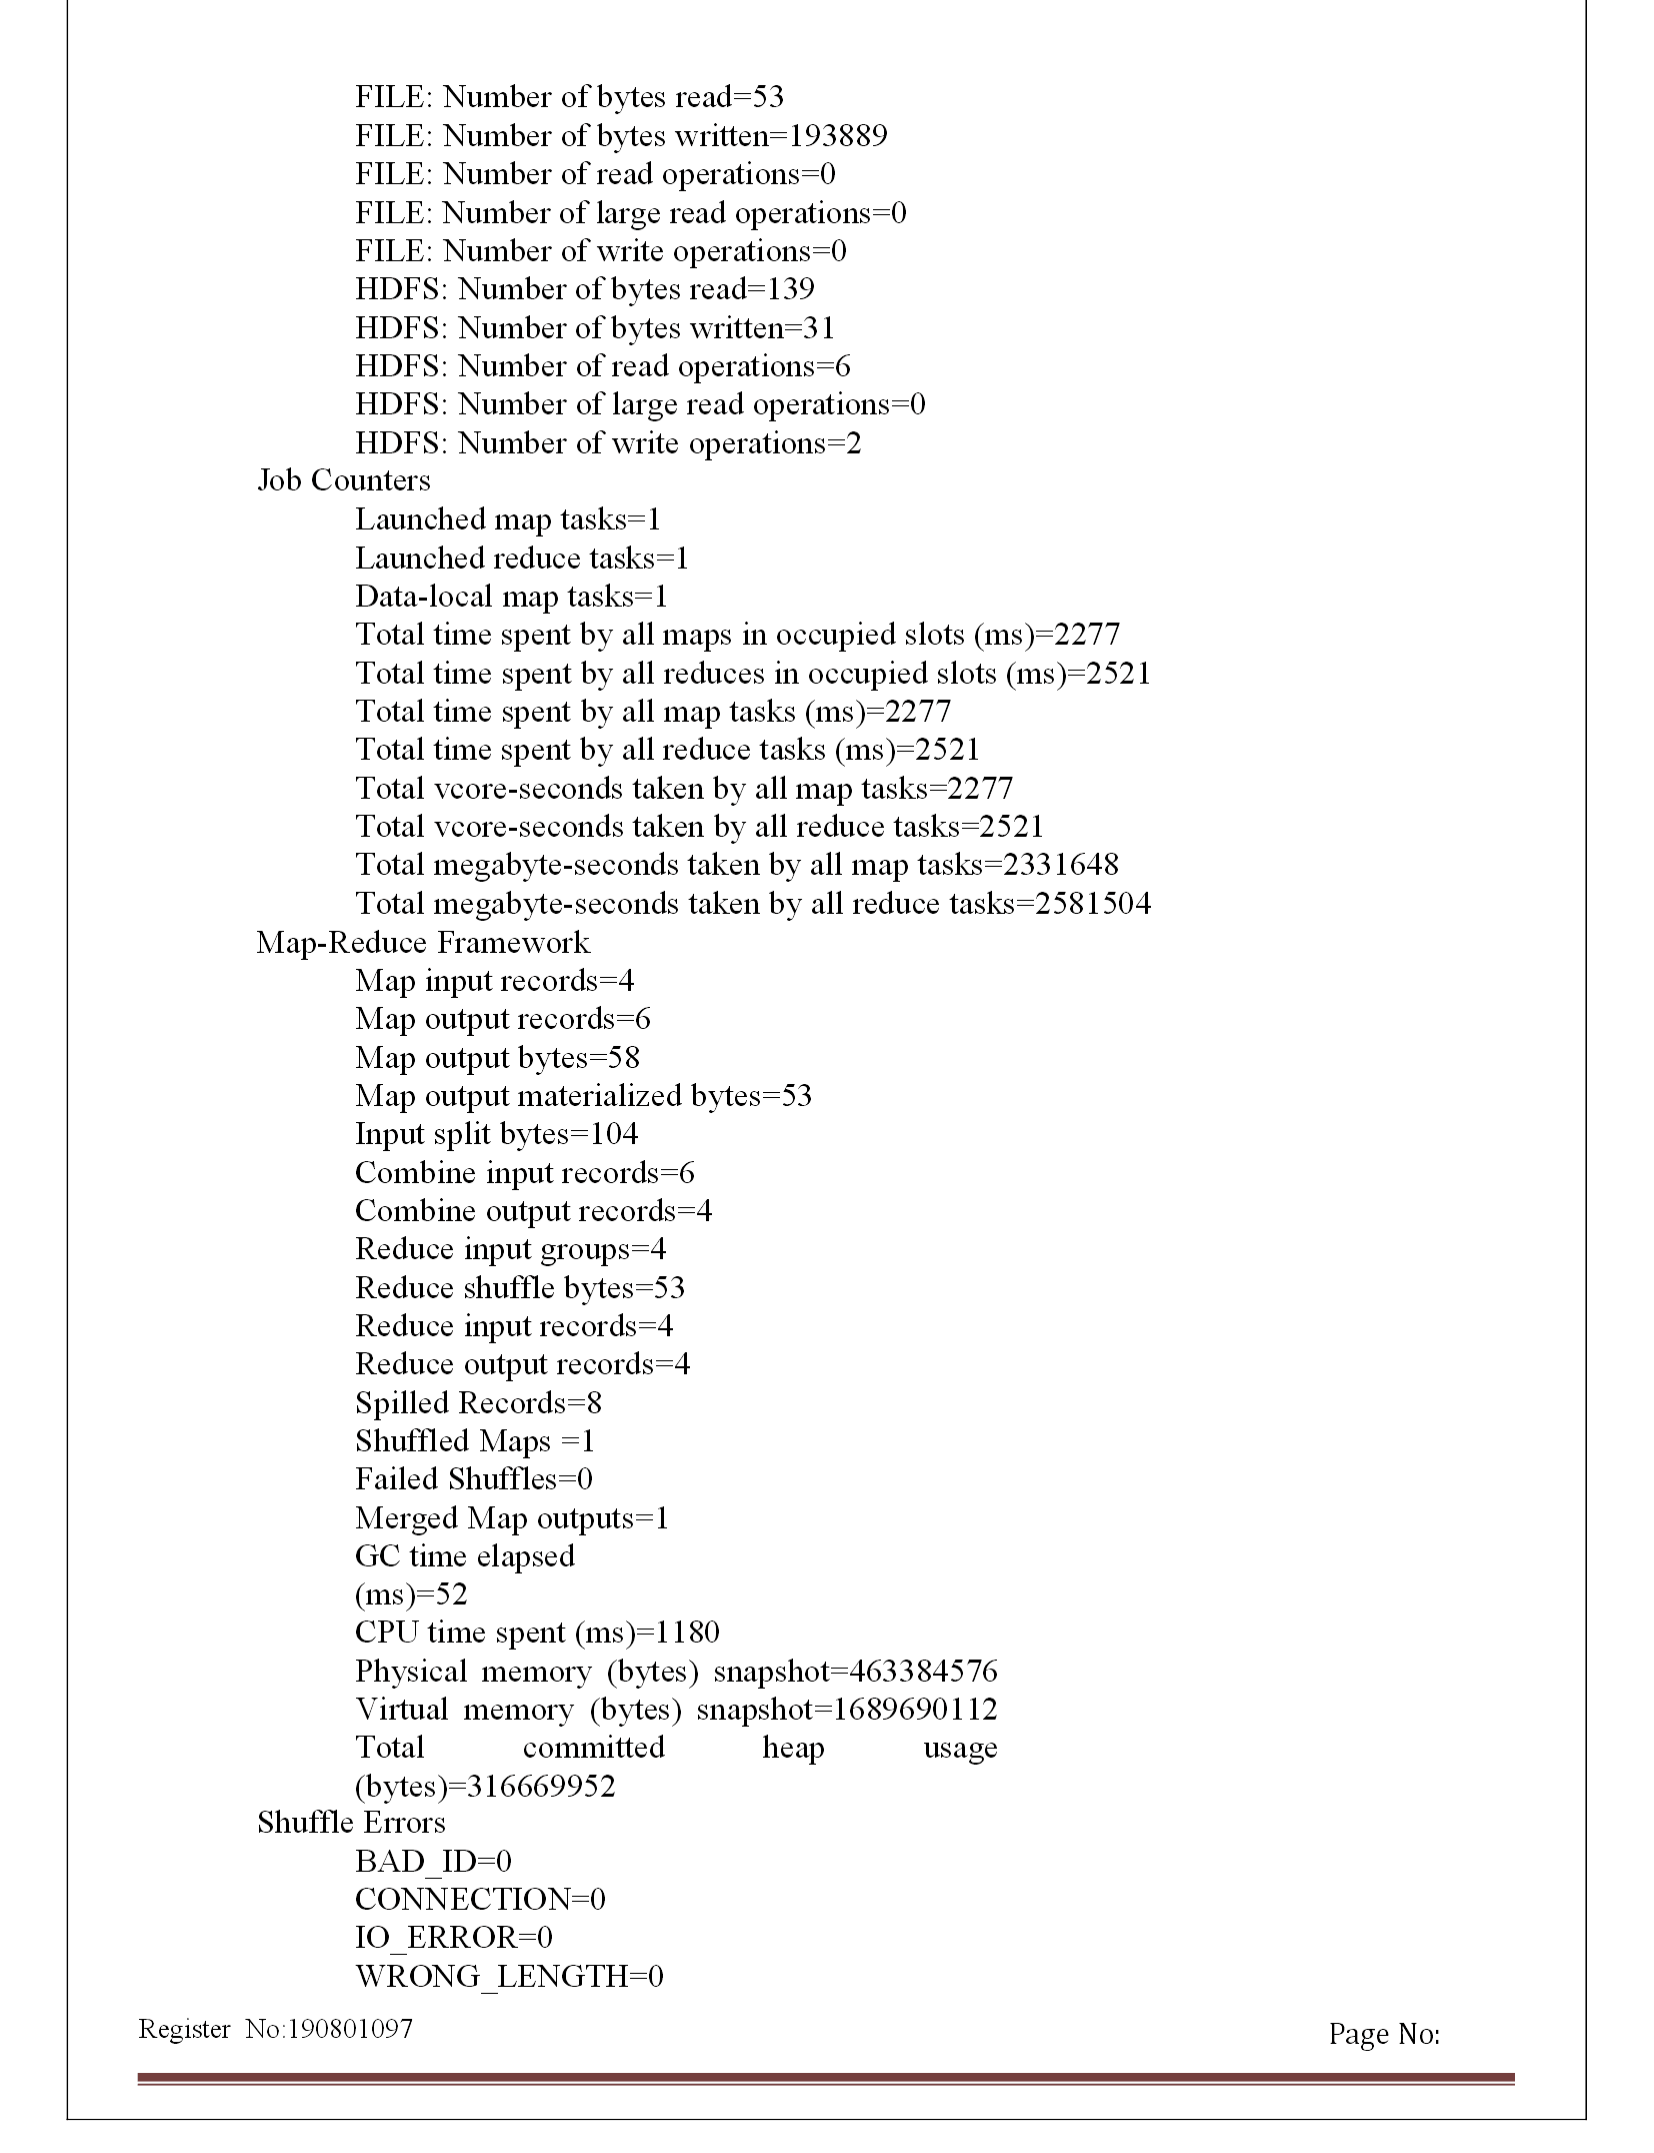 FILE: Number of bytes read=53
FILE: Number of bytes written=193889
FILE: Number of read operations=0
FILE: Number of large read operations=0
FILE: Number of write operations=0
HDFS: Number of bytes read=139
HDFS: Number of bytes written=31
HDFS: Number of read operations=6
HDFS: Number of large read operations=0
HDFS: Number of write operations=2
Job Counters
Launched map tasks=1
Launched reduce tasks=1
Data-local map tasks=1
Total time spent by all maps in occupied slots (ms)=2277
Total time spent by all reduces in occupied slots (ms)=2521
Total time spent by all map tasks (ms)=2277
Total time spent by all reduce tasks (ms)=2521
Total vcore-seconds taken by all map tasks=2277
Total vcore-seconds taken by all reduce tasks=2521
Total megabyte-seconds taken by all map tasks=2331648
Total megabyte-seconds taken by all reduce tasks=2581504
Map-Reduce Framework
Map input records=4
Map output records=6
Map output bytes=58
Map output materialized bytes=53
Input split bytes=104
Combine input records=6
Combine output records=4
Reduce input groups=4
Reduce shuffle bytes=53
Reduce input records=4
Reduce output records=4
Spilled Records=8
Shuffled Maps =1
Failed Shuffles=0
Merged Map outputs=1
GC time elapsed
(ms)=52
CPU time spent (ms)=1180
Physical memory (bytes) snapshot=463384576
Virtual memory (bytes) snapshot=1689690112
Total committed heap usage
(bytes)=316669952
Shuffle Errors
BAD_ID=0
CONNECTION=0
IO_ERROR=0
WRONG_LENGTH=0
Register No:190801097
Page No: